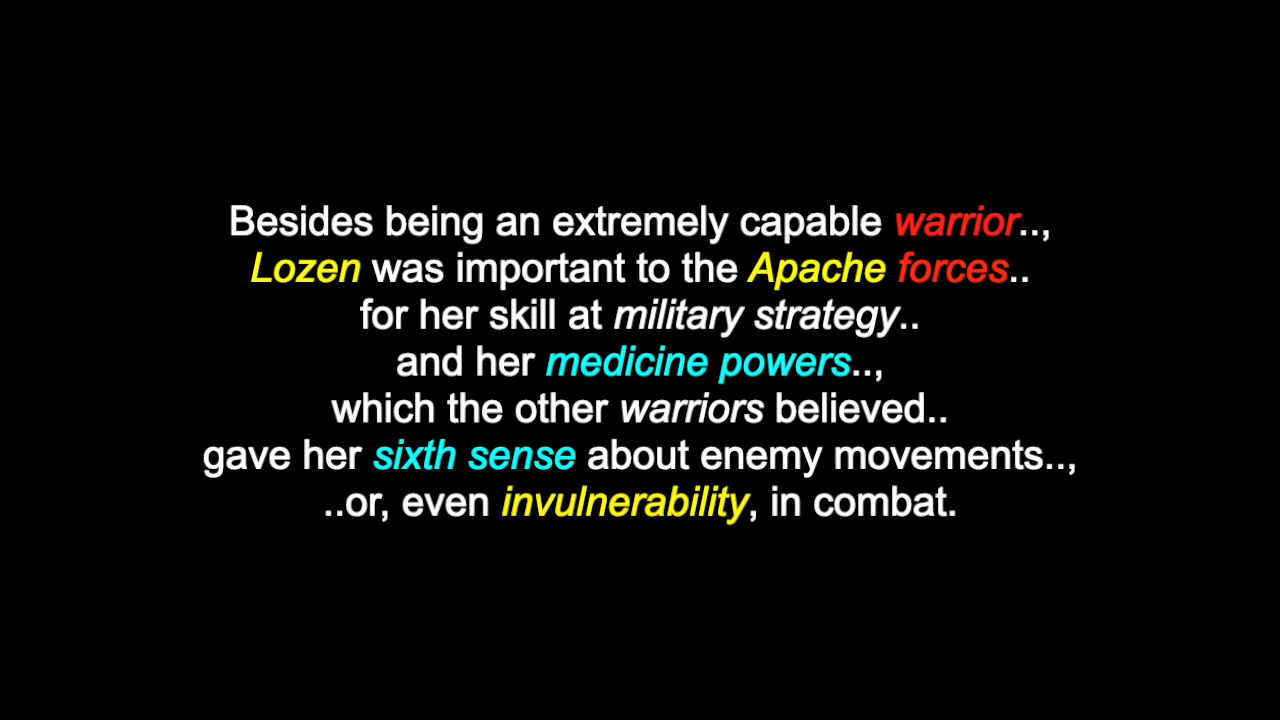 Besides being an extremely capable warrior..,
Lozen was important to the Apache forces..
for her skill at military strategy..
and her medicine powers..,
which the other warriors believed..
gave her sixth sense about enemy movements..,
..or, even invulnerability, in combat.